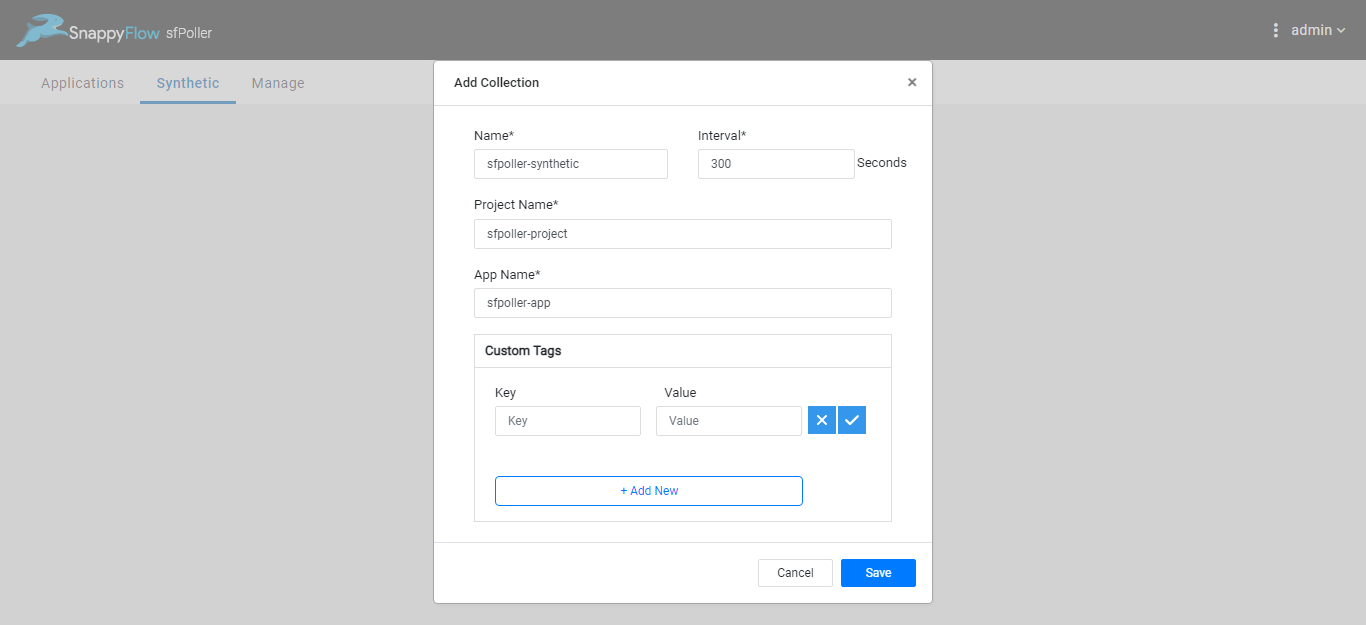 SnappyFlow sfPoller
admin
Applications Synthetic Manage
Add Collection ×
Name* Interval*
sfpoller-synthetic 300 Seconds
Project Name*
sfpoller-project
App Name*
sfpoller-app
Custom Tags
Key Value
Key Value
+ Add New
Cancel Save